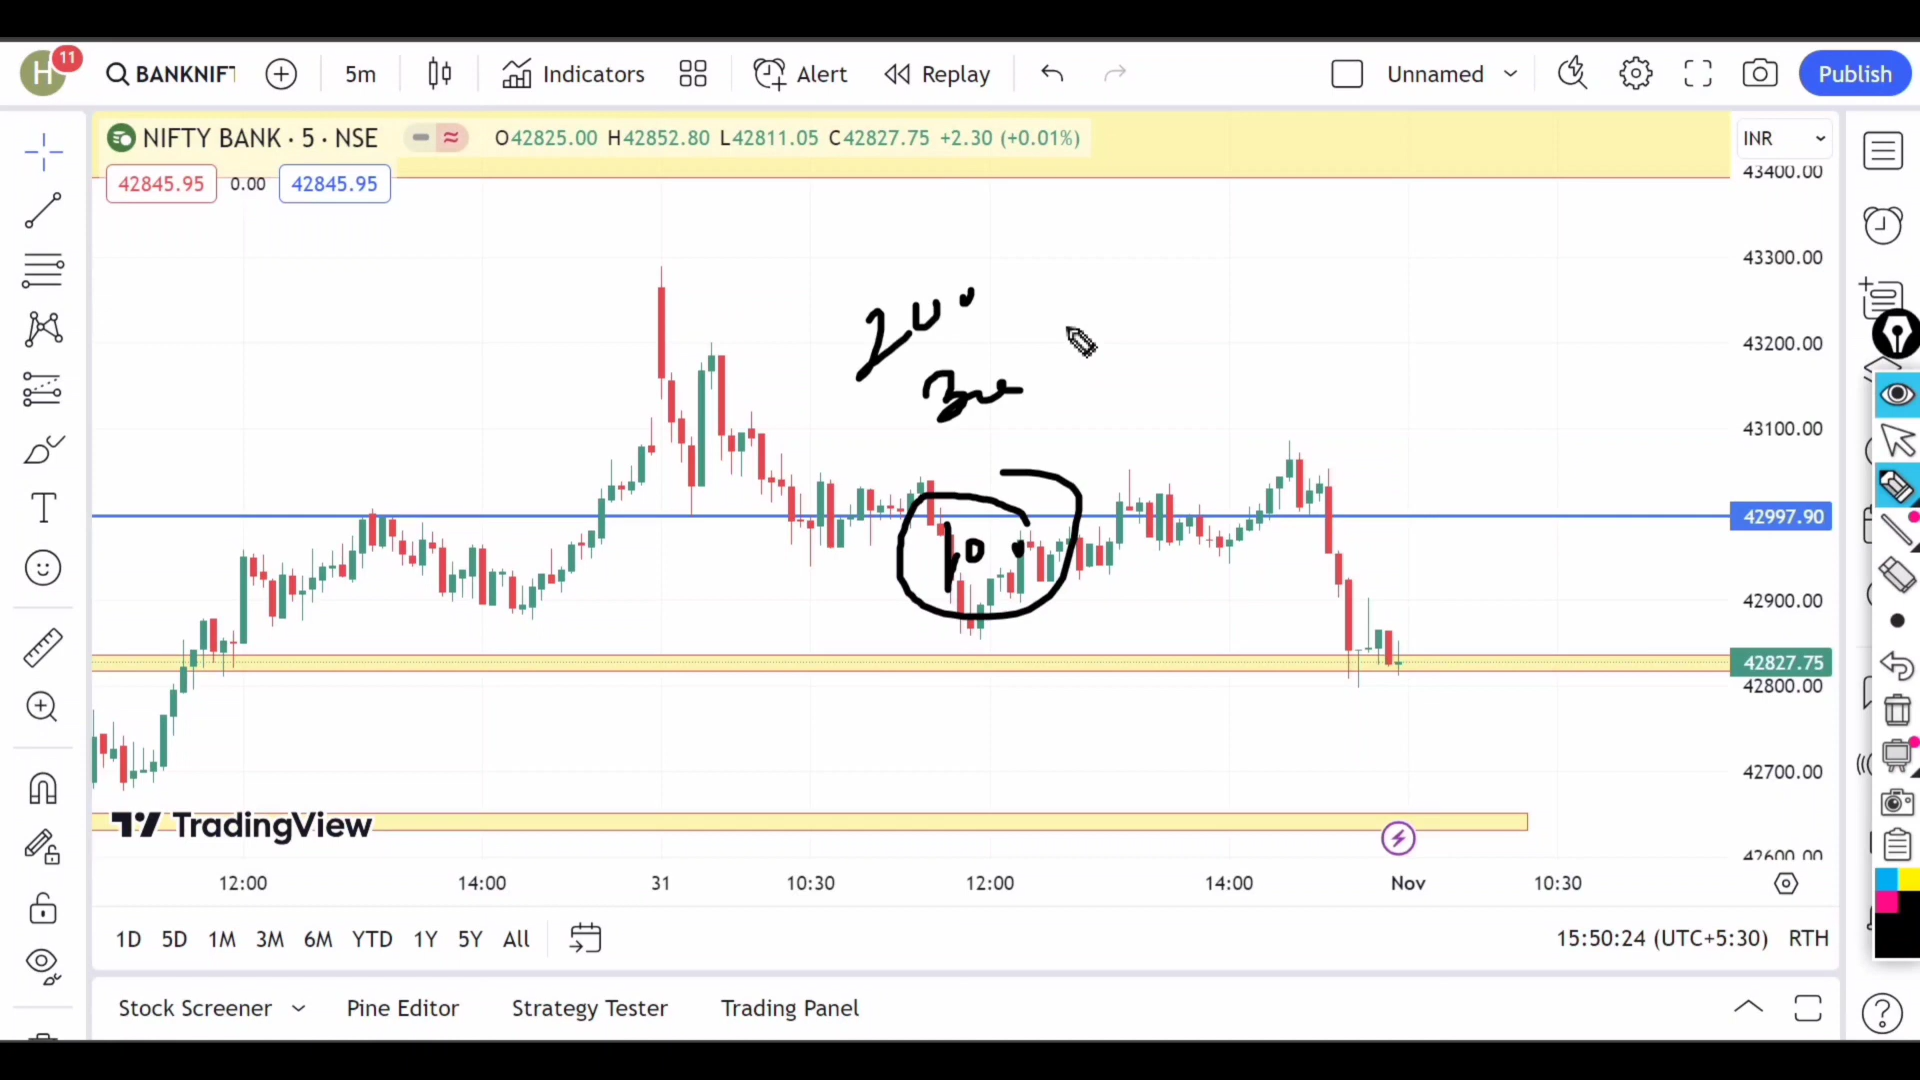 H 11 BANKNIFT 5m Indicators Alert Replay Unnamed Publish
NIFTY BANK · 5 · NSE O42825.00 H42852.80 L42811.05 C42827.75 +2.30 (+0.01%) INR
42845.95 0.00 42845.95
43400.00
43300.00
43200.00
43100.00
42997.90
42900.00
42827.75
42800.00
42700.00
TradingView
42600.00
12:00 14:00 31 10:30 12:00 14:00 Nov 10:30
1D 5D 1M 3M 6M YTD 1Y 5Y All 15:50:24 (UTC+5:30) RTH
Stock Screener Pine Editor Strategy Tester Trading Panel